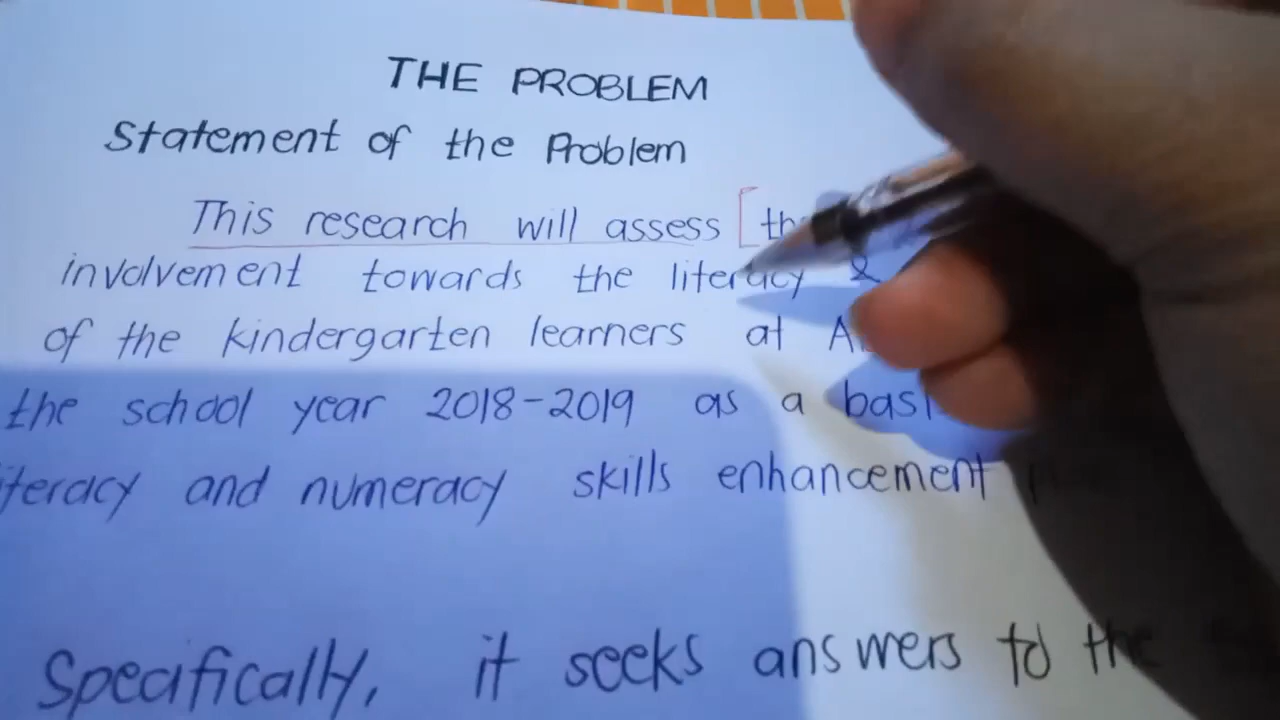 THE PROBLEM
Statement of the Problem
This research will assess [
involvement towards the literacy &
of the kindergarten learners at
the school year 2018-2019 as a
and numeracy skills enhancement
Specifically, it seeks answers to the